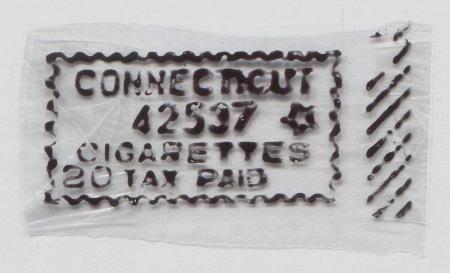 CONNECTICUT
42537
CIGARETTES
20 TAX PAID